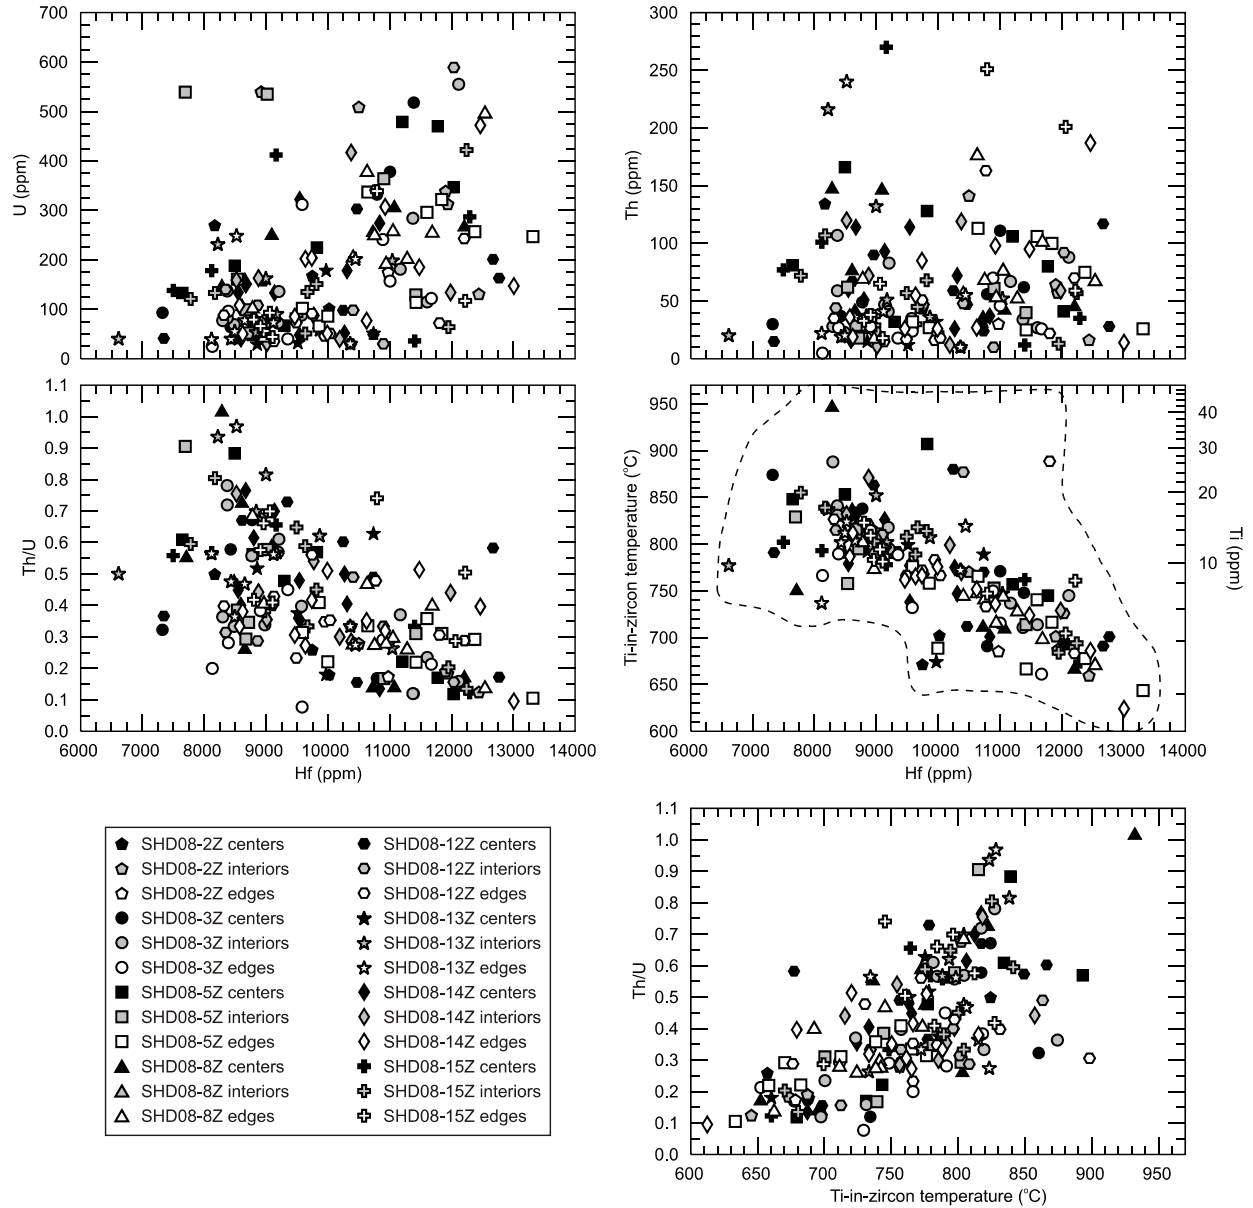 700
600
500
400
300
200
100
0
U (ppm)
300
250
200
150
100
50
0
Th (ppm)
1.1
1.0
0.9
0.8
0.7
0.6
0.5
0.4
0.3
0.2
0.1
0.0
Th/U
6000 7000 8000 9000 10000 11000 12000 13000 14000
Hf (ppm)
950
900
850
800
750
700
650
600
Ti-in-zircon temperature (°C)
40
30
20
10
Ti (ppm)
6000 7000 8000 9000 10000 11000 12000 13000 14000
Hf (ppm)
SHD08-2Z centers
SHD08-2Z interiors
SHD08-2Z edges
SHD08-3Z centers
SHD08-3Z interiors
SHD08-3Z edges
SHD08-5Z centers
SHD08-5Z interiors
SHD08-5Z edges
SHD08-8Z centers
SHD08-8Z interiors
SHD08-8Z edges
SHD08-12Z centers
SHD08-12Z interiors
SHD08-12Z edges
SHD08-13Z centers
SHD08-13Z interiors
SHD08-13Z edges
SHD08-14Z centers
SHD08-14Z interiors
SHD08-14Z edges
SHD08-15Z centers
SHD08-15Z interiors
SHD08-15Z edges
1.1
1.0
0.9
0.8
0.7
0.6
0.5
0.4
0.3
0.2
0.1
0.0
Th/U
600 650 700 750 800 850 900 950
Ti-in-zircon temperature (°C)